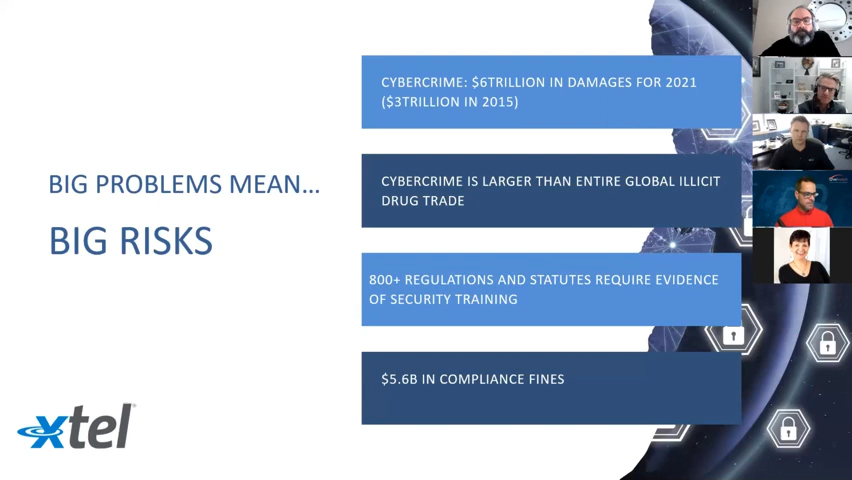 BIG PROBLEMS MEAN...
BIG RISKS
CYBERCRIME: $6TRILLION IN DAMAGES FOR 2021
($3TRILLION IN 2015)
CYBERCRIME IS LARGER THAN ENTIRE GLOBAL ILLICIT
DRUG TRADE
800+ REGULATIONS AND STATUTES REQUIRE EVIDENCE
OF SECURITY TRAINING
$5.6B IN COMPLIANCE FINES
xtel®